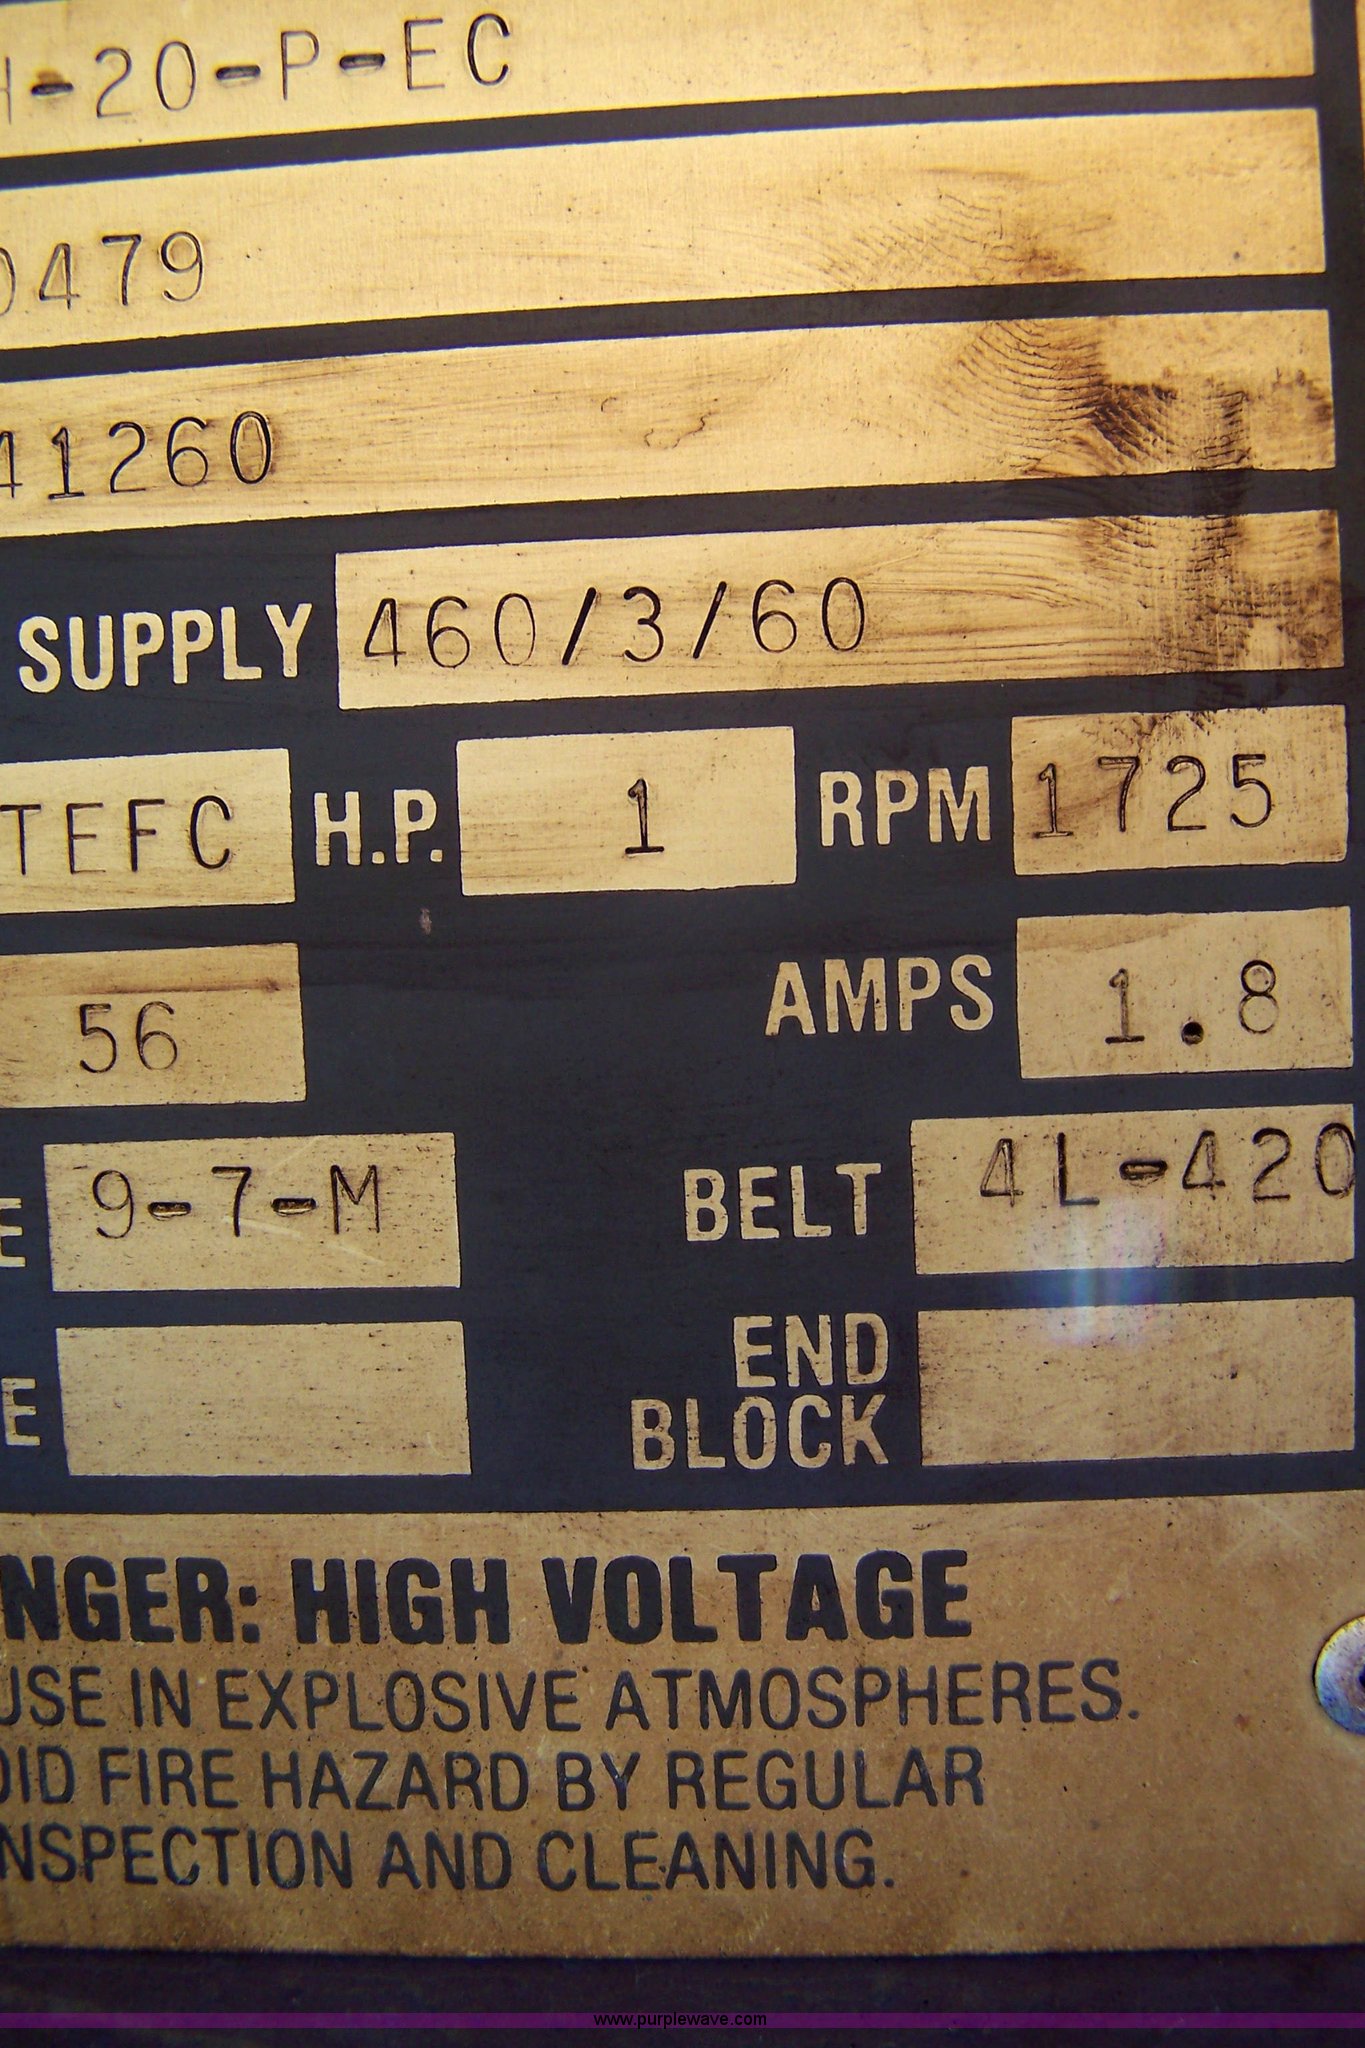 H-20-P-EC
0479
41260
SUPPLY 460/3/60
TEFC H.P. 1 RPM 1725
56 AMPS 1.8
E 9-7-M BELT 4L-420
E END
BLOCK
NGER: HIGH VOLTAGE
USE IN EXPLOSIVE ATMOSPHERES.
OID FIRE HAZARD BY REGULAR
NSPECTION AND CLEANING.
www.purplewave.com